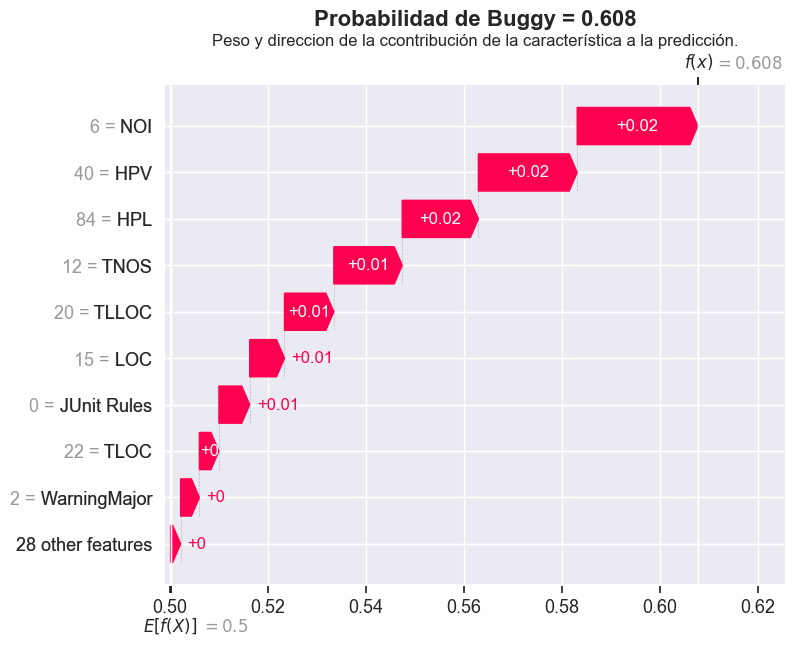 Probabilidad de Buggy = 0.608
Peso y direccion de la ccontribución de la característica a la predicción.
f(x) = 0.608
6 = NOI +0.02
40 = HPV +0.02
84 = HPL +0.02
12 = TNOS +0.01
20 = TLLOC +0.01
15 = LOC +0.01
0 = JUnit Rules +0.01
22 = TLOC +0
2 = WarningMajor +0
28 other features +0
0.50 0.52 0.54 0.56 0.58 0.60 0.62
E[f(X)] = 0.5